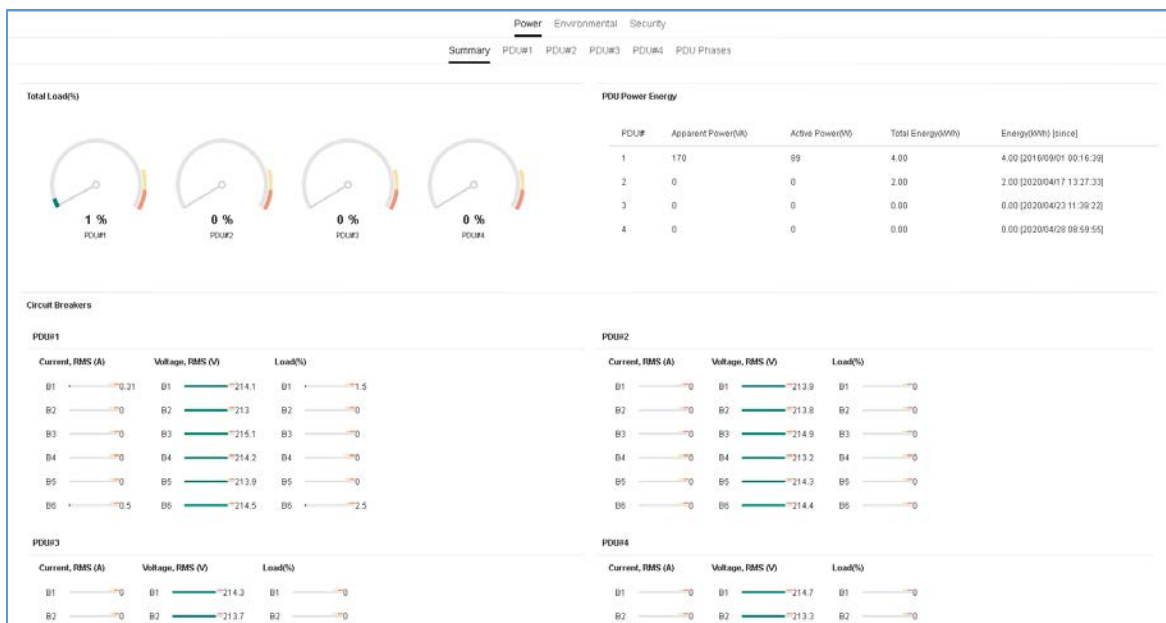 Power Environmental Security
Summary PDU#1 PDU#2 PDU#3 PDU#4 PDU Phases
Total Load(%)
1 %
PDU#1
0 %
PDU#2
0 %
PDU#3
0 %
PDU#4
PDU Power Energy
PDU# Apparent Power(VA) Active Power(W) Total Energy(kWh) Energy(kWh) [since]
1 170 89 4.00 4.00 [2016/09/01 00:16:39]
2 0 0 2.00 2.00 [2020/04/17 13:27:33]
3 0 0 0.00 0.00 [2020/04/23 11:39:22]
4 0 0 0.00 0.00 [2020/04/28 08:59:55]
Circuit Breakers
PDU#1
Current, RMS (A) Voltage, RMS (V) Load(%)
B1 0.31 B1 214.1 B1 1.5
B2 0 B2 213 B2 0
B3 0 B3 215.1 B3 0
B4 0 B4 214.2 B4 0
B5 0 B5 213.9 B5 0
B6 0.5 B6 214.5 B6 2.5
PDU#2
Current, RMS (A) Voltage, RMS (V) Load(%)
B1 0 B1 213.9 B1 0
B2 0 B2 213.8 B2 0
B3 0 B3 214.9 B3 0
B4 0 B4 213.2 B4 0
B5 0 B5 214.3 B5 0
B6 0 B6 214.4 B6 0
PDU#3
Current, RMS (A) Voltage, RMS (V) Load(%)
B1 0 B1 214.3 B1 0
B2 0 B2 213.7 B2 0
PDU#4
Current, RMS (A) Voltage, RMS (V) Load(%)
B1 0 B1 214.7 B1 0
B2 0 B2 213.3 B2 0